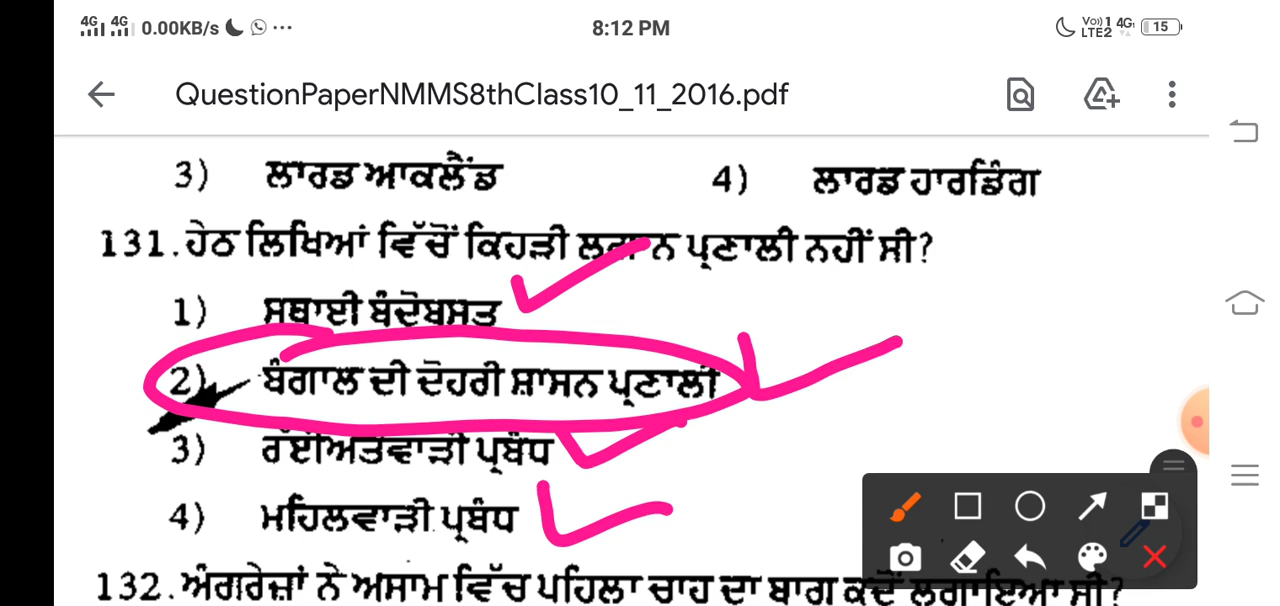 4G 4G 0.00KB/s ... 8:12 PM Vo)) 1 4G LTE2 15
QuestionPaperNMMS8thClass10_11_2016.pdf
3) ਲਾਰਡ ਆਕਲੈਂਡ 4) ਲਾਰਡ ਹਾਰਡਿੰਗ
131. ਹੇਠ ਲਿਖਿਆਂ ਵਿੱਚੋਂ ਕਿਹੜੀ ਲਗਾਨ ਪ੍ਰਣਾਲੀ ਨਹੀਂ ਸੀ?
1) ਸਥਾਈ ਬੰਦੋਬਸਤ
2) ਬੰਗਾਲ ਦੀ ਦੋਹਰੀ ਸ਼ਾਸਨ ਪ੍ਰਣਾਲੀ
3) ਰੱਈਅਤਵਾੜੀ ਪ੍ਰਬੰਧ
4) ਮਹਿਲਵਾੜੀ ਪ੍ਰਬੰਧ
132. ਅੰਗਰੇਜ਼ਾਂ ਨੇ ਅਸਾਮ ਵਿੱਚ ਪਹਿਲਾ ਚਾਹ ਦਾ ਬਾਗ ਕਦੋਂ ਲਗਾਇਆ ਸੀ?